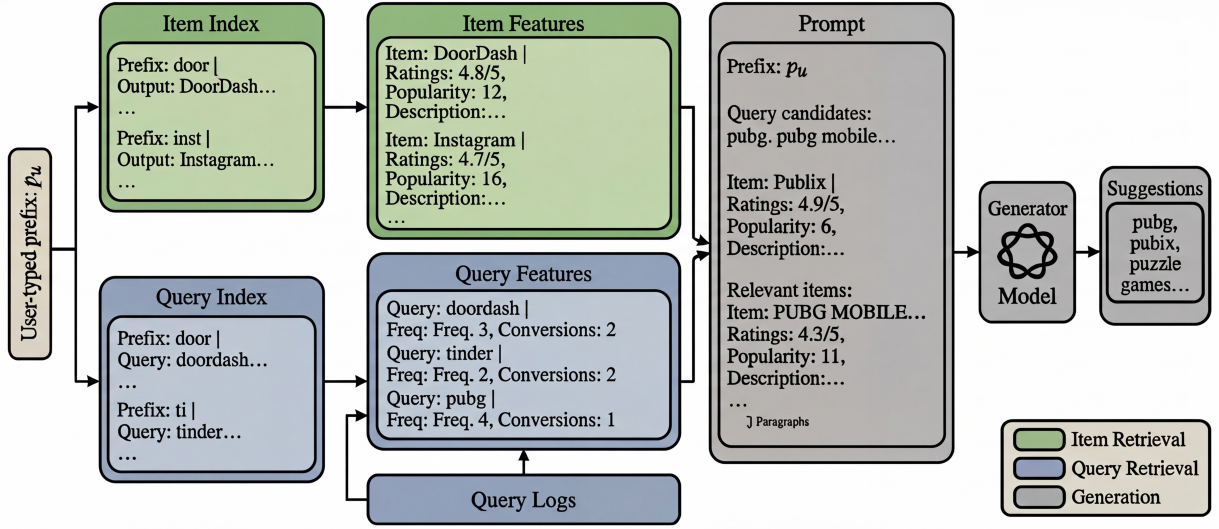 User-typed prefix: pᵤ
Item Index
Prefix: door |
Output: DoorDash…
…
Prefix: inst |
Output: Instagram…
…
Query Index
Prefix: door |
Query: doordash…
…
Prefix: ti |
Query: tinder…
…
Item Features
Item: DoorDash |
Ratings: 4.8/5,
Popularity: 12,
Description:…
Item: Instagram |
Ratings: 4.7/5,
Popularity: 16,
Description:…
…
Query Features
Query: doordash |
Freq: Freq. 3, Conversions: 2
Query: tinder |
Freq: Freq. 2, Conversions: 2
Query: pubg |
Freq: Freq. 4, Conversions: 1
Query Logs
Prompt
Prefix: pᵤ
Query candidates:
pubg. pubg mobile…
Item: Publix |
Ratings: 4.9/5,
Popularity: 6,
Description:…
Relevant items:
Item: PUBG MOBILE…
Ratings: 4.3/5,
Popularity: 11,
Description:…
…
J Paragraphs
Generator
Model
Suggestions
pubg,
pubix,
puzzle
games…
Item Retrieval
Query Retrieval
Generation